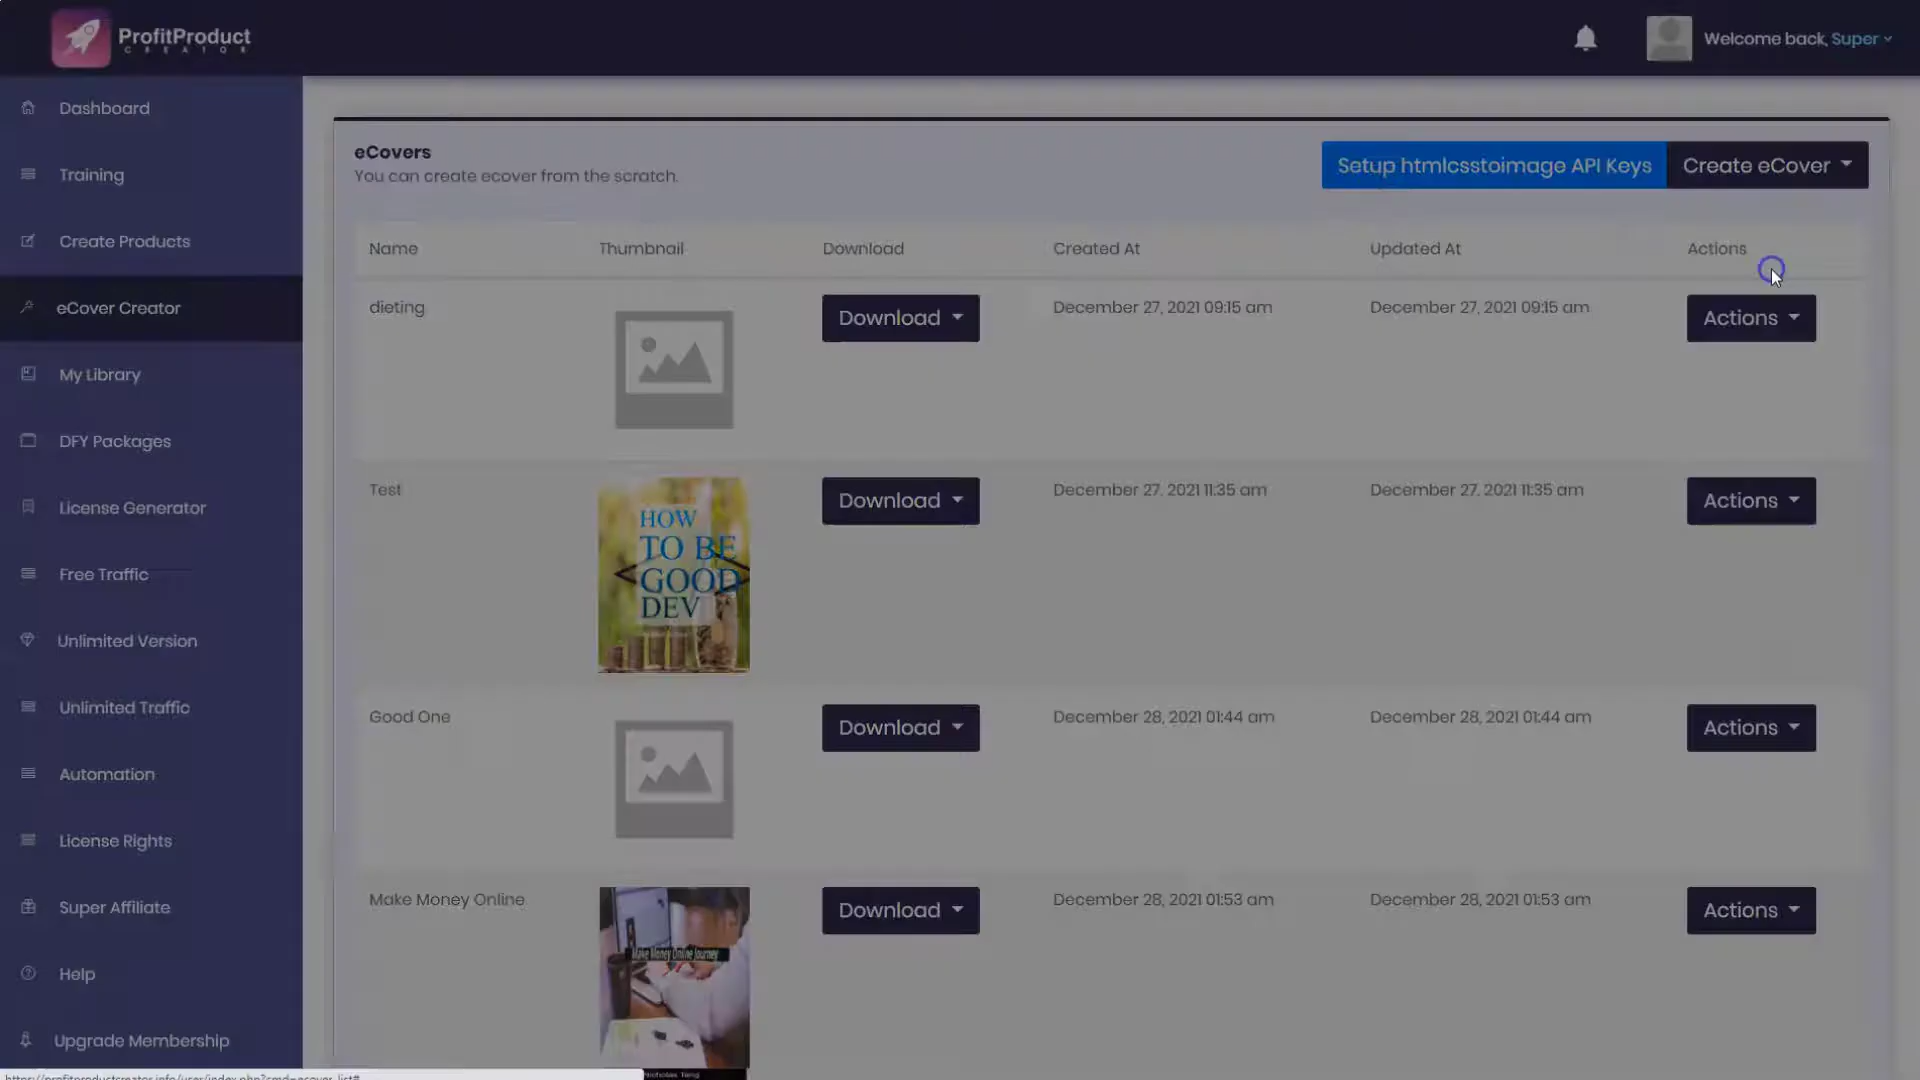 ProfitProduct
CREATOR
Welcome back, Super
Dashboard
Training
Create Products
eCover Creator
My Library
DFY Packages
License Generator
Free Traffic
Unlimited Version
Unlimited Traffic
Automation
License Rights
Super Affiliate
Help
Upgrade Membership
eCovers
You can create ecover from the scratch.
Setup htmlcsstoimage API Keys
Create eCover
Name Thumbnail Download Created At Updated At Actions
dieting Download December 27, 2021 09:15 am December 27, 2021 09:15 am Actions
Test Download December 27, 2021 11:35 am December 27, 2021 11:35 am Actions
HOW
TO BE
GOOD
DEV
Good One Download December 28, 2021 01:44 am December 28, 2021 01:44 am Actions
Make Money Online Download December 28, 2021 01:53 am December 28, 2021 01:53 am Actions
Make Money Online Journey
Nicholas Tang